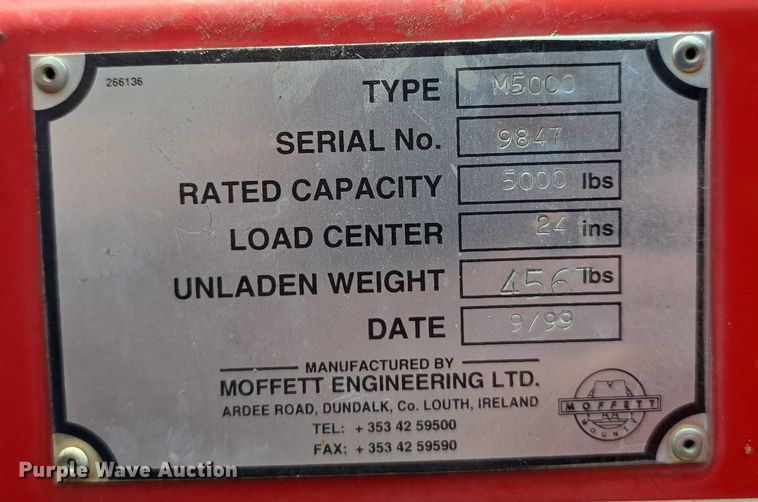 266136
TYPE M5000
SERIAL No. 9847
RATED CAPACITY 5000 lbs
LOAD CENTER 24 ins
UNLADEN WEIGHT 4567 lbs
DATE 9/99
MANUFACTURED BY
MOFFETT ENGINEERING LTD.
ARDEE ROAD, DUNDALK, Co. LOUTH, IRELAND
TEL: + 353 42 59500
FAX: + 353 42 59590
MOFFETT
MOUNTY
Purple Wave Auction